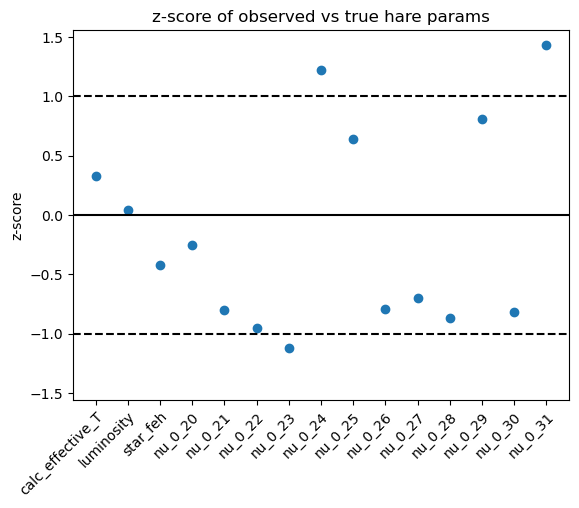 z-score of observed vs true hare params
z-score
1.5
1.0
0.5
0.0
−0.5
−1.0
−1.5
calc_effective_T
luminosity
star_feh
nu_0_20
nu_0_21
nu_0_22
nu_0_23
nu_0_24
nu_0_25
nu_0_26
nu_0_27
nu_0_28
nu_0_29
nu_0_30
nu_0_31